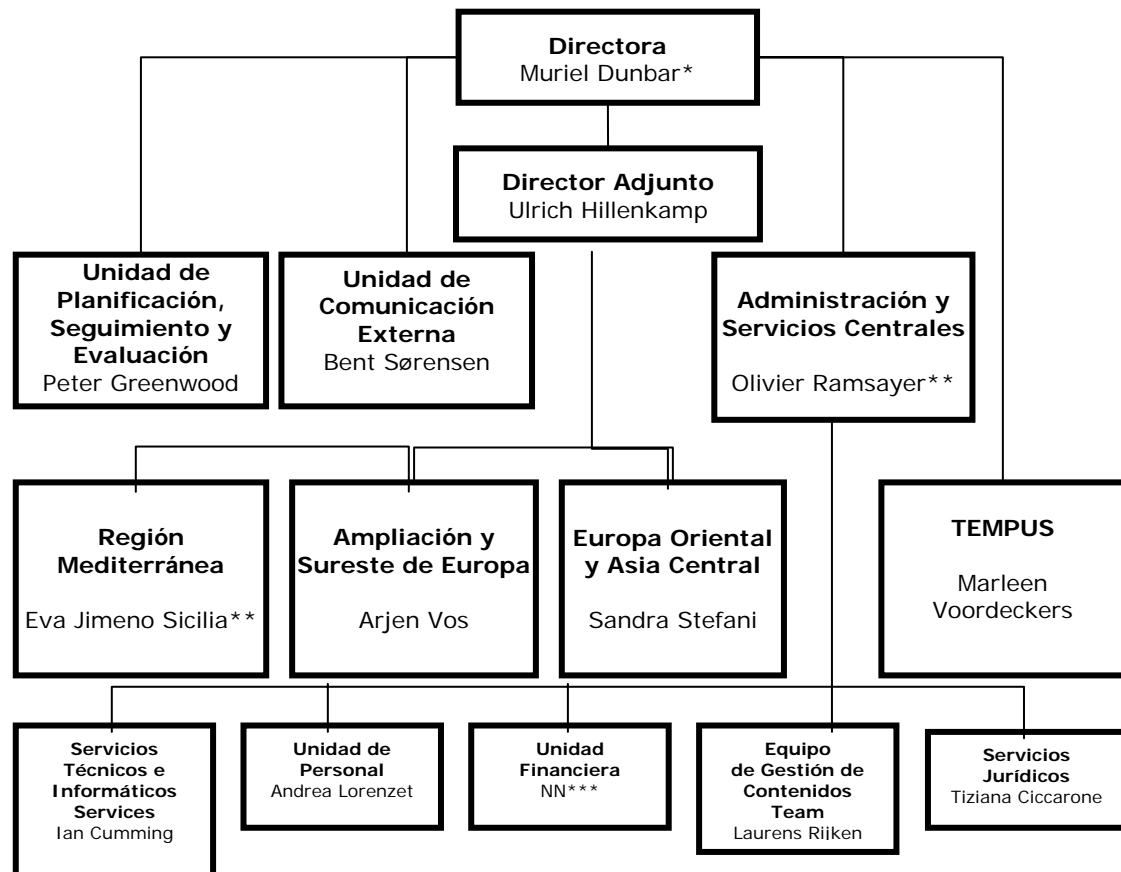 Directora
Muriel Dunbar*
Director Adjunto
Ulrich Hillenkamp
Unidad de
Planificación,
Seguimiento y
Evaluación
Peter Greenwood
Unidad de
Comunicación
Externa
Bent Sørensen
Administración y
Servicios Centrales
Olivier Ramsayer**
Región
Mediterránea
Eva Jimeno Sicilia**
Ampliación y
Sureste de Europa
Arjen Vos
Europa Oriental
y Asia Central
Sandra Stefani
TEMPUS
Marleen
Voordeckers
Servicios
Técnicos e
Informáticos
Services
Ian Cumming
Unidad de
Personal
Andrea Lorenzet
Unidad
Financiera
NN***
Equipo
de Gestión de
Contenidos
Team
Laurens Rijken
Servicios
Jurídicos
Tiziana Ciccarone